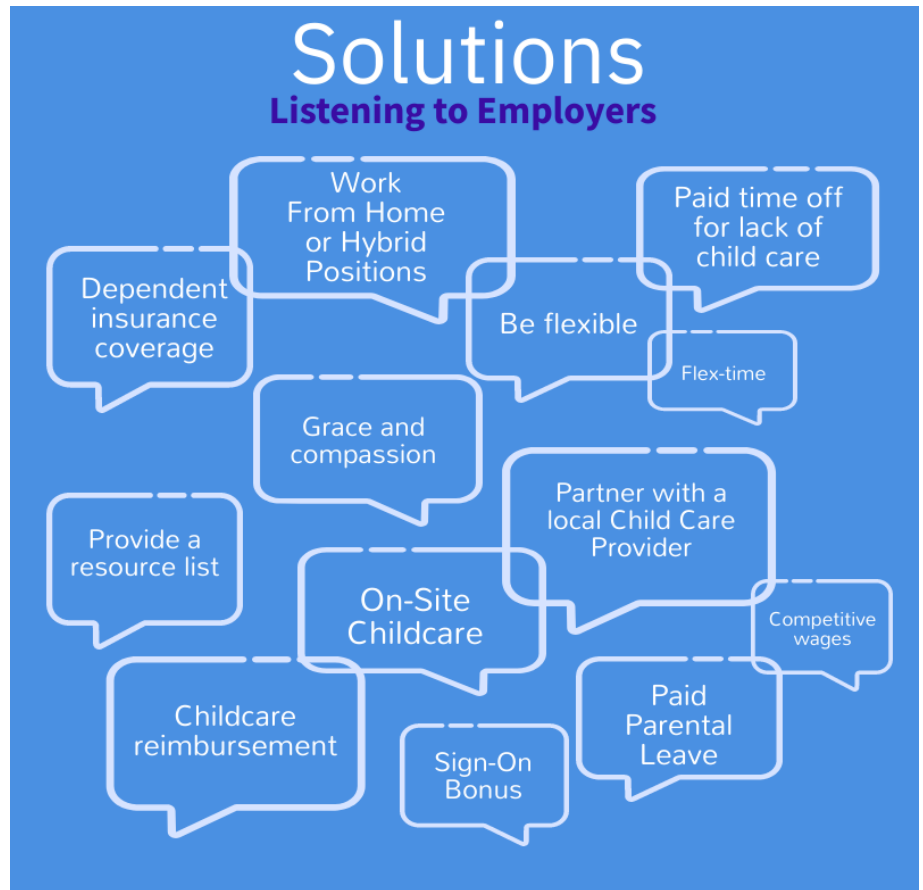 Solutions
Listening to Employers
Work
From Home
or Hybrid
Positions
Paid time off
for lack of
child care
Dependent
insurance
coverage
Be flexible
Flex-time
Grace and
compassion
Partner with a
local Child Care
Provider
Provide a
resource list
On-Site
Childcare
Competitive
wages
Childcare
reimbursement
Paid
Parental
Leave
Sign-On
Bonus